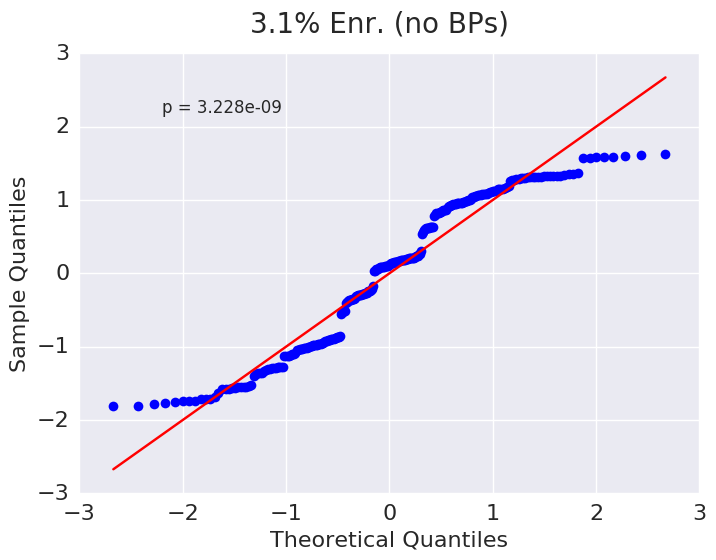 3.1% Enr. (no BPs)
3
2
1
0
−1
−2
−3
p = 3.228e-09
Sample Quantiles
−3 −2 −1 0 1 2 3
Theoretical Quantiles